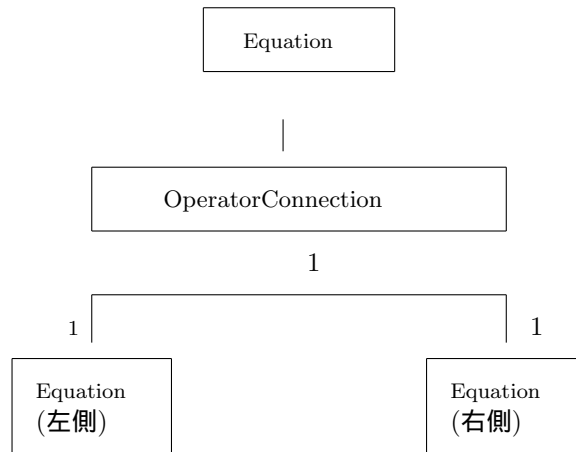 Equation
OperatorConnection
1
1
1
Equation
(左側)
Equation
(右側)